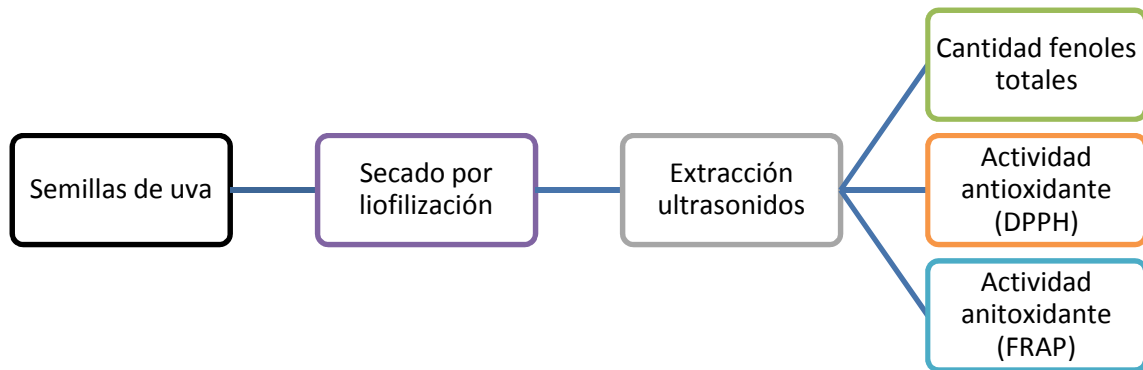 Semillas de uva
Secado por
liofilización
Extracción
ultrasonidos
Cantidad fenoles
totales
Actividad
antioxidante
(DPPH)
Actividad
anitoxidante
(FRAP)